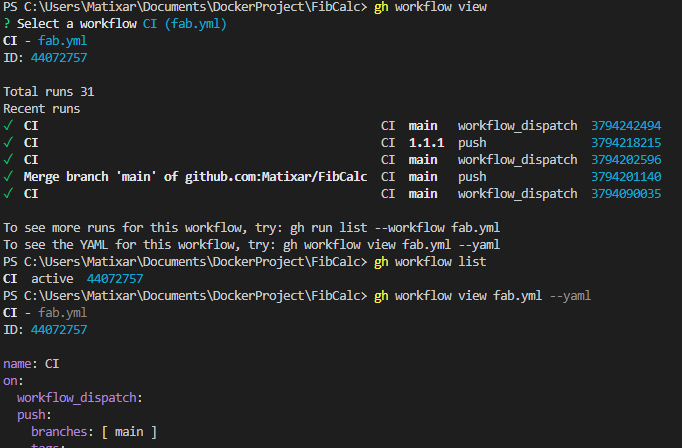 PS C:\Users\Matixar\Documents\DockerProject\FibCalc> gh workflow view
? Select a workflow CI (fab.yml)
CI - fab.yml
ID: 44072757
Total runs 31
Recent runs
✓ CI CI main workflow_dispatch 3794242494
✓ CI CI 1.1.1 push 3794218215
✓ CI CI main workflow_dispatch 3794202596
✓ Merge branch 'main' of github.com:Matixar/FibCalc CI main push 3794201140
✓ CI CI main workflow_dispatch 3794090035
To see more runs for this workflow, try: gh run list --workflow fab.yml
To see the YAML for this workflow, try: gh workflow view fab.yml --yaml
PS C:\Users\Matixar\Documents\DockerProject\FibCalc> gh workflow list
CI active 44072757
PS C:\Users\Matixar\Documents\DockerProject\FibCalc> gh workflow view fab.yml --yaml
CI - fab.yml
ID: 44072757
name: CI
on:
workflow_dispatch:
push:
branches: [ main ]
tags: